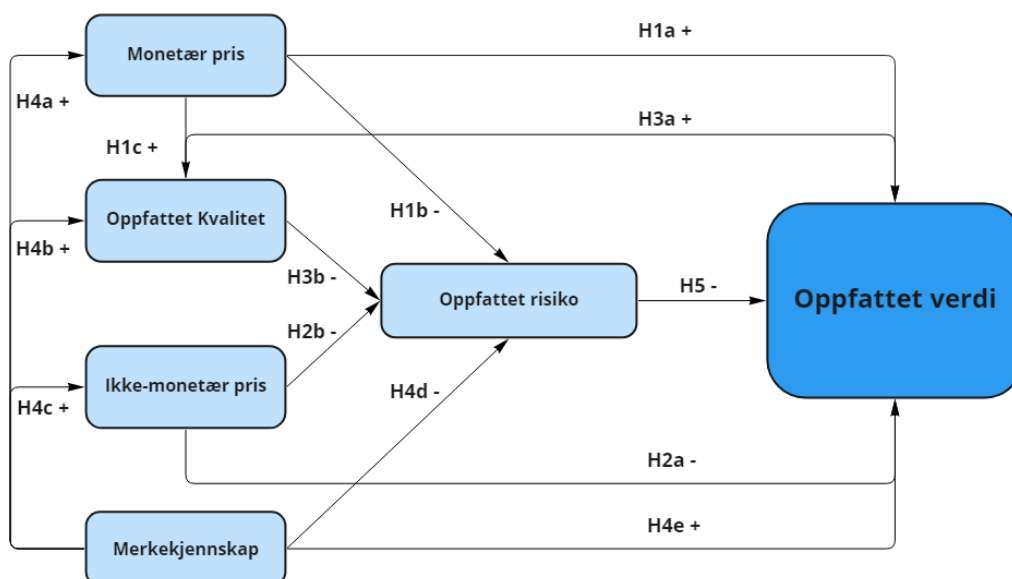 Monetær pris
H1a +
H4a +
H3a +
H1c +
Oppfattet Kvalitet
H1b -
H4b +
H3b -
H5 -
Oppfattet risiko
Oppfattet verdi
H2b -
Ikke-monetær pris
H4d -
H4c +
H2a -
H4e +
Merkekjennskap